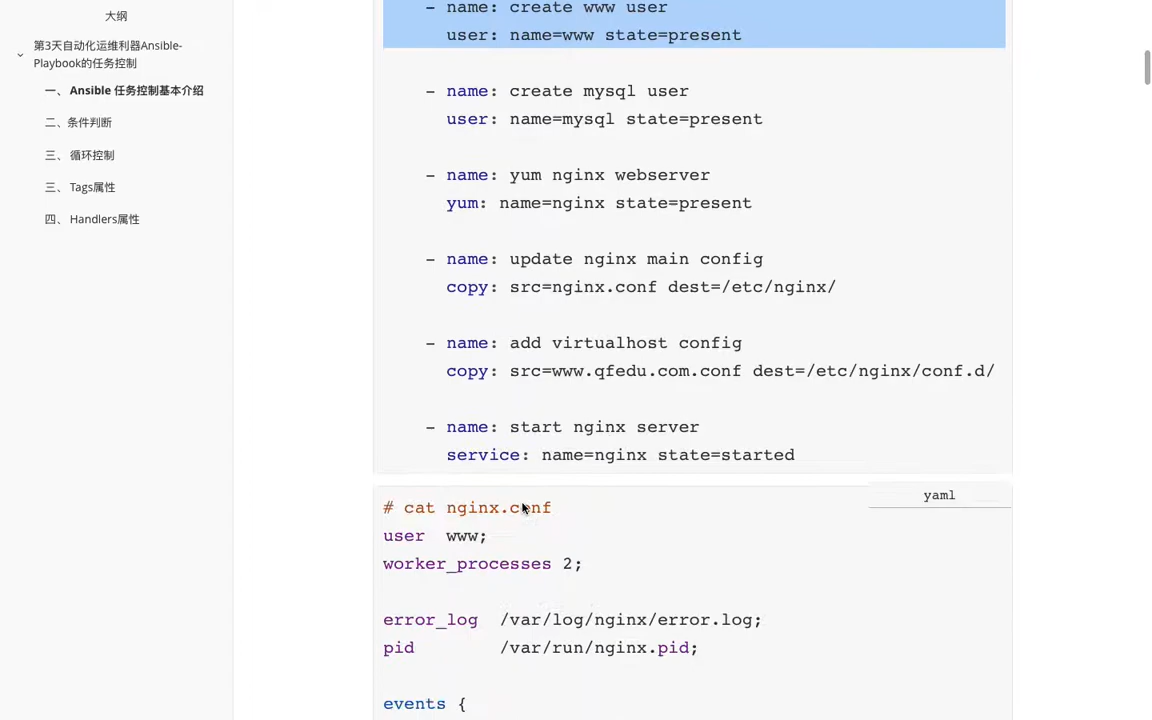 大纲
第3天自动化运维利器Ansible-
Playbook的任务控制
一、 Ansible 任务控制基本介绍
二、条件判断
三、 循环控制
三、 Tags属性
四、 Handlers属性
- name: create www user
user: name=www state=present
- name: create mysql user
user: name=mysql state=present
- name: yum nginx webserver
yum: name=nginx state=present
- name: update nginx main config
copy: src=nginx.conf dest=/etc/nginx/
- name: add virtualhost config
copy: src=www.qfedu.com.conf dest=/etc/nginx/conf.d/
- name: start nginx server
service: name=nginx state=started
yaml
# cat nginx.conf
user  www;
worker_processes 2;
error_log  /var/log/nginx/error.log;
pid        /var/run/nginx.pid;
events {